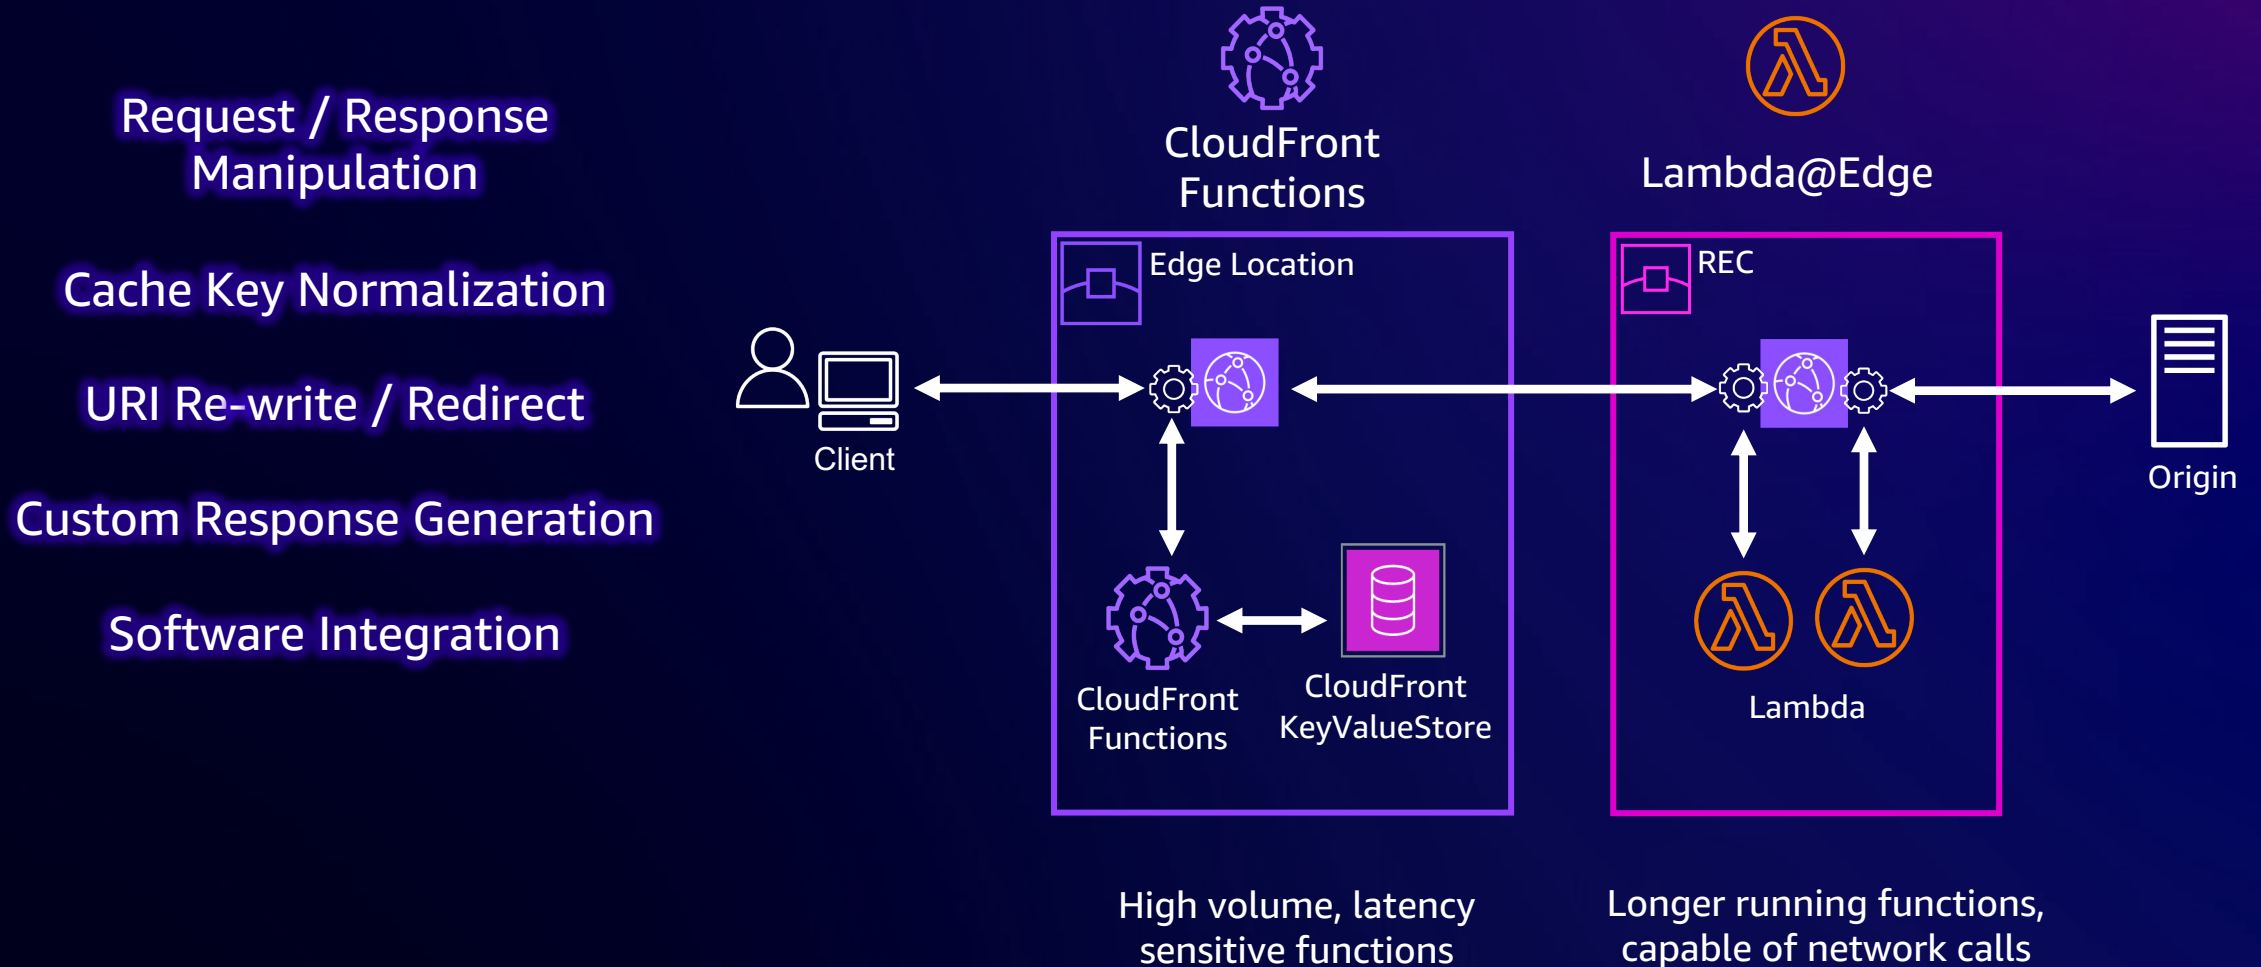 Request / Response
Manipulation
Cache Key Normalization
URI Re-write / Redirect
Custom Response Generation
Software Integration
CloudFront
Functions
Lambda@Edge
Edge Location
REC
Client
Origin
CloudFront
Functions
CloudFront
KeyValueStore
Lambda
High volume, latency
sensitive functions
Longer running functions,
capable of network calls